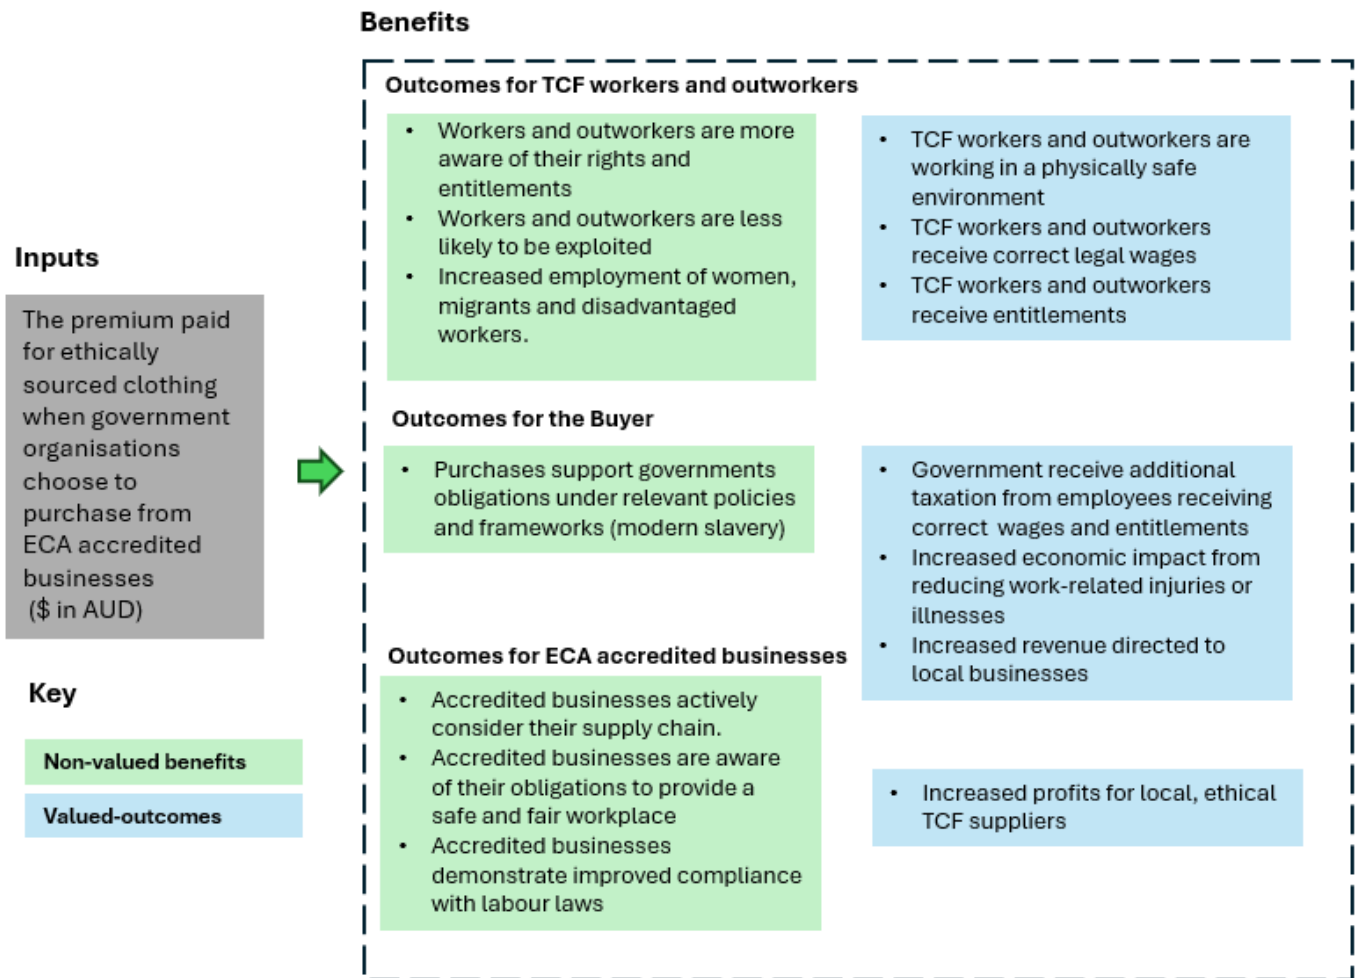 Benefits
Outcomes for TCF workers and outworkers
• Workers and outworkers are more
aware of their rights and
entitlements
• Workers and outworkers are less
likely to be exploited
• Increased employment of women,
migrants and disadvantaged
workers.
• TCF workers and outworkers are
working in a physically safe
environment
• TCF workers and outworkers
receive correct legal wages
• TCF workers and outworkers
receive entitlements
Inputs
The premium paid
for ethically
sourced clothing
when government
organisations
choose to
purchase from
ECA accredited
businesses
($ in AUD)
Outcomes for the Buyer
• Purchases support governments
obligations under relevant policies
and frameworks (modern slavery)
• Government receive additional
taxation from employees receiving
correct wages and entitlements
• Increased economic impact from
reducing work-related injuries or
illnesses
• Increased revenue directed to
local businesses
Outcomes for ECA accredited businesses
• Accredited businesses actively
consider their supply chain.
• Accredited businesses are aware
of their obligations to provide a
safe and fair workplace
• Accredited businesses
demonstrate improved compliance
with labour laws
• Increased profits for local, ethical
TCF suppliers
Key
Non-valued benefits
Valued-outcomes